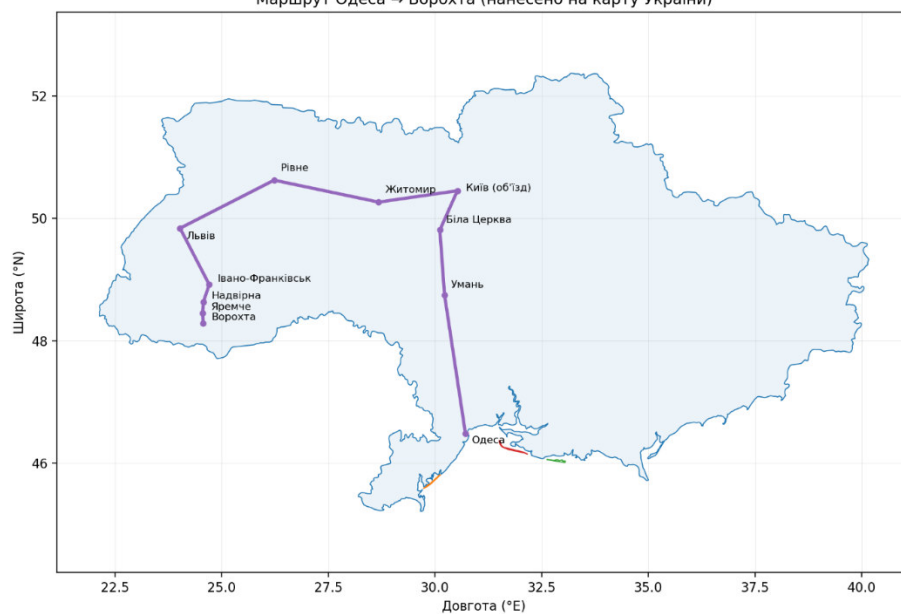 Маршрут Одеса → Ворохта (нанесено на карту України)
Широта (°N)
52
50
48
46
Рівне
Житомир
Київ (об'їзд)
Біла Церква
Львів
Івано-Франківськ
Надвірна
Яремче
Ворохта
Умань
Одеса
22.5 25.0 27.5 30.0 32.5 35.0 37.5 40.0
Довгота (°E)